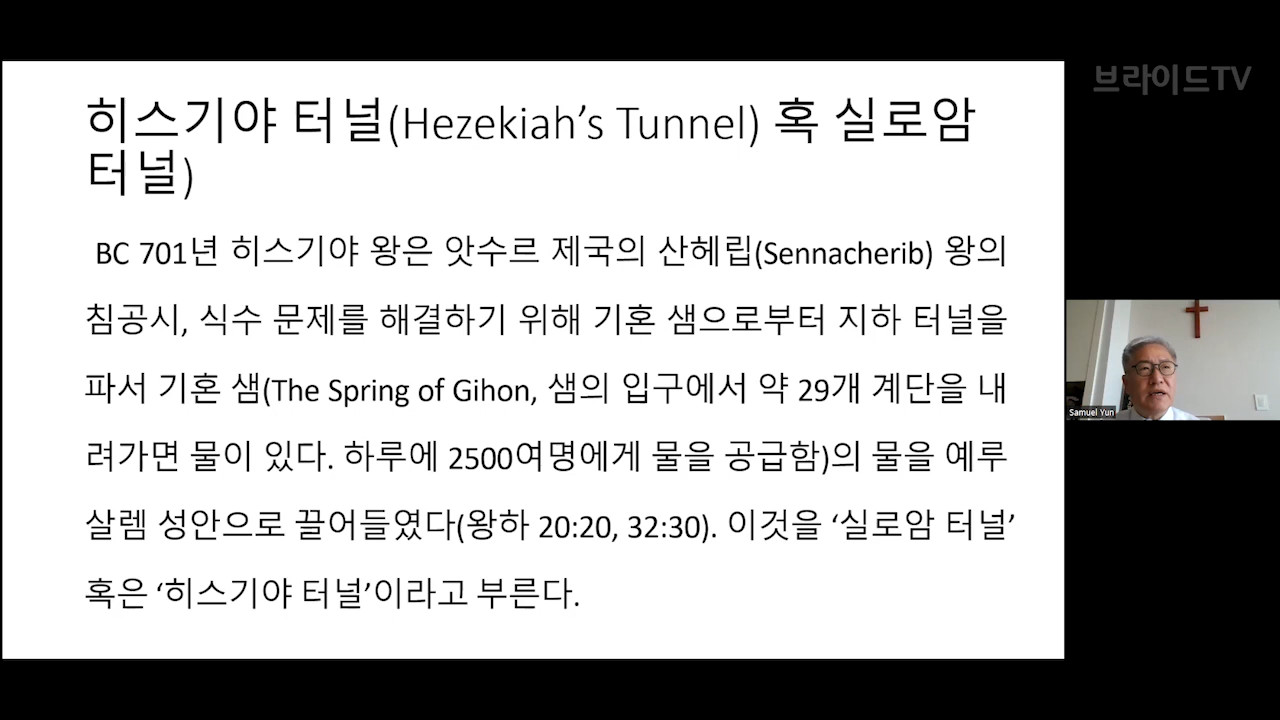 브라이드TV
히스기야 터널(Hezekiah’s Tunnel) 혹 실로암
터널)
BC 701년 히스기야 왕은 앗수르 제국의 산헤립(Sennacherib) 왕의
침공시, 식수 문제를 해결하기 위해 기혼 샘으로부터 지하 터널을
파서 기혼 샘(The Spring of Gihon, 샘의 입구에서 약 29개 계단을 내
려가면 물이 있다. 하루에 2500여명에게 물을 공급함)의 물을 예루
살렘 성안으로 끌어들였다(왕하 20:20, 32:30). 이것을 ‘실로암 터널’
혹은 ‘히스기야 터널’이라고 부른다.
Samuel Yun